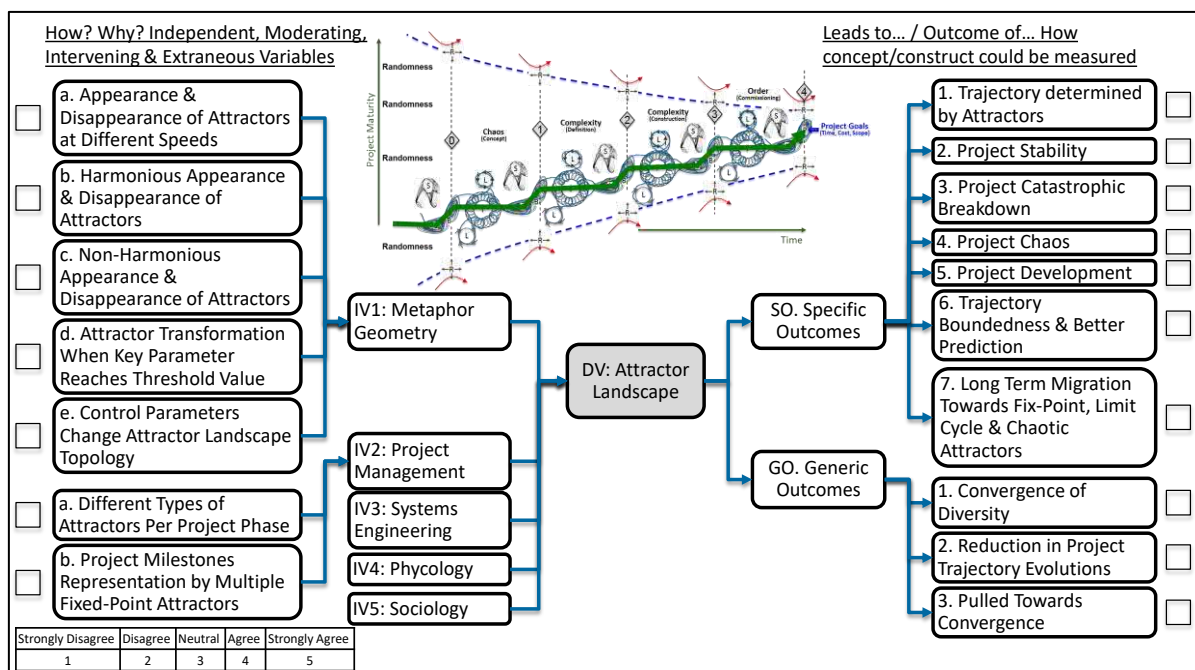 How? Why? Independent, Moderating,
Intervening & Extraneous Variables
a. Appearance &
Disappearance of Attractors
at Different Speeds
b. Harmonious Appearance
& Disappearance of
Attractors
c. Non-Harmonious
Appearance &
Disappearance of Attractors
d. Attractor Transformation
When Key Parameter
Reaches Threshold Value
e. Control Parameters
Change Attractor Landscape
Topology
a. Different Types of
Attractors Per Project Phase
b. Project Milestones
Representation by Multiple
Fixed-Point Attractors
Strongly Disagree Disagree Neutral Agree Strongly Agree
1 2 3 4 5
Project Maturity
Randomness
Randomness
Randomness
Randomness
R
R
R
R
R
0
1
2
3
4
Chaos
(Concept)
Complexity
(Definition)
Complexity
(Construction)
Order
(Commissioning)
S
S
S
S
S
L
L
L
L
L
L
L
L
R
R
R
R
R
Project Goals
(Time, Cost, Scope)
Time
IV1: Metaphor
Geometry
IV2: Project
Management
IV3: Systems
Engineering
IV4: Phycology
IV5: Sociology
DV: Attractor
Landscape
SO. Specific
Outcomes
GO. Generic
Outcomes
Leads to... / Outcome of... How
concept/construct could be measured
1. Trajectory determined
by Attractors
2. Project Stability
3. Project Catastrophic
Breakdown
4. Project Chaos
5. Project Development
6. Trajectory
Boundedness & Better
Prediction
7. Long Term Migration
Towards Fix-Point, Limit
Cycle & Chaotic
Attractors
1. Convergence of
Diversity
2. Reduction in Project
Trajectory Evolutions
3. Pulled Towards
Convergence